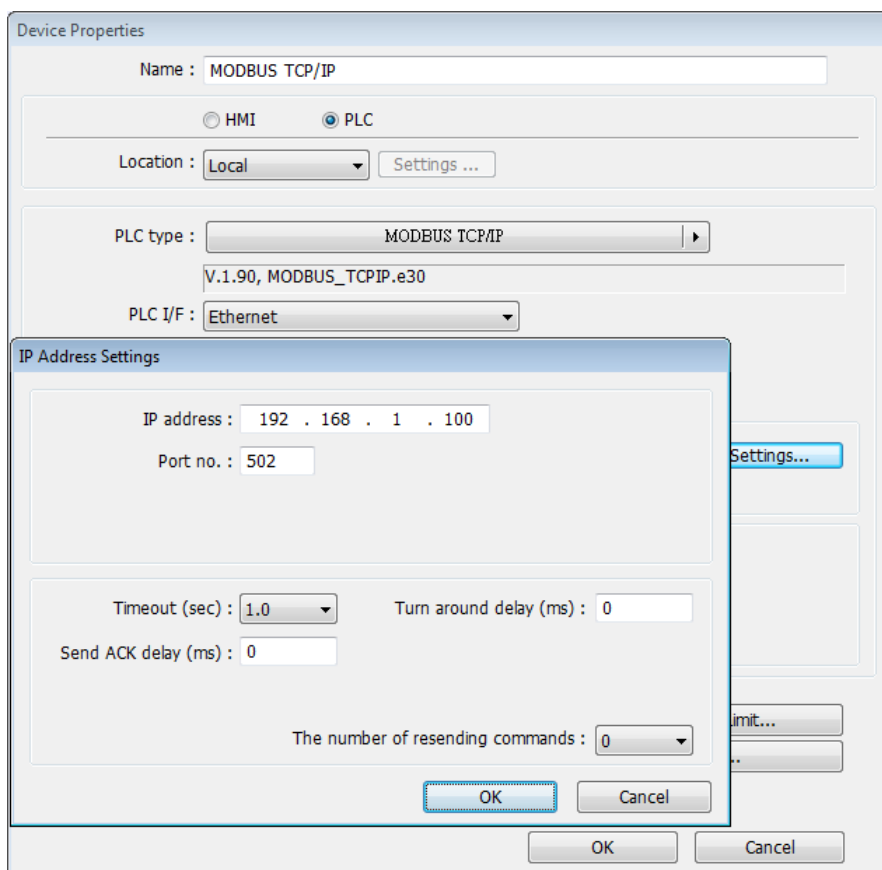 Device Properties
Name : MODBUS TCP/IP
HMI PLC
Location : Local Settings ...
PLC type : MODBUS TCP/IP
V.1.90, MODBUS_TCPIP.e30
PLC I/F : Ethernet
IP Address Settings
IP address : 192 . 168 . 1 . 100
Port no. : 502
Settings...
Timeout (sec) : 1.0 Turn around delay (ms) : 0
Send ACK delay (ms) : 0
The number of resending commands : 0
OK Cancel
OK Cancel